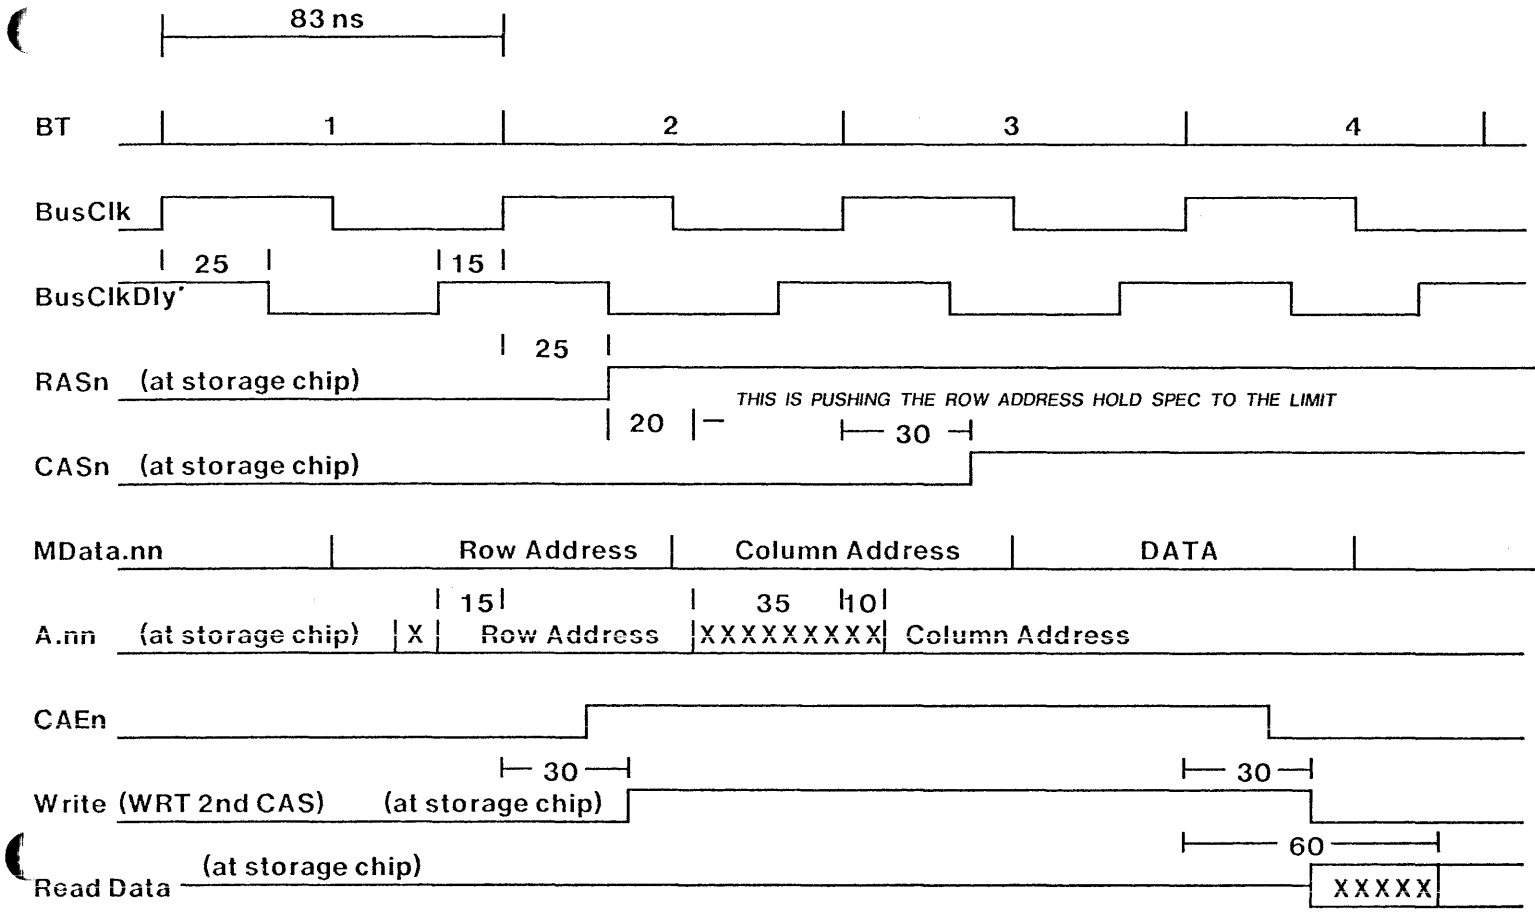 83 ns
BT 1 2 3 4
BusClk
25 15
BusClkDly'
25
RASn (at storage chip)
THIS IS PUSHING THE ROW ADDRESS HOLD SPEC TO THE LIMIT
20 30
CASn (at storage chip)
MData.nn Row Address Column Address DATA
15 35 10
A.nn (at storage chip) X Row Address XXXXXXXXX Column Address
CAEn
30 30
Write (WRT 2nd CAS) (at storage chip)
60
(at storage chip)
Read Data XXXXX